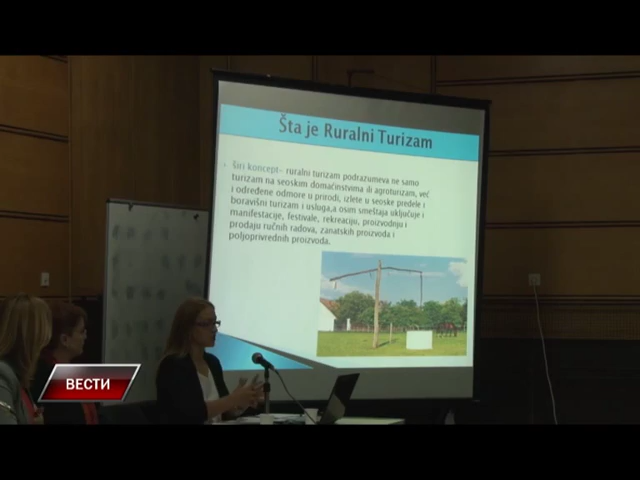 Šta je Ruralni Turizam
širi koncept- ruralni turizam podrazumeva ne samo
turizam na seoskim domaćinstvima ili agroturizam, već
i određene odmore u prirodi, izlete u seoske predele i
boravišni turizam i usluga,a osim smeštaja uključuje i
manifestacije, festivale, rekreaciju, proizvodnju i
prodaju ručnih radova, zanatskih proizvoda i
poljoprivrednih proizvoda.
ВЕСТИ